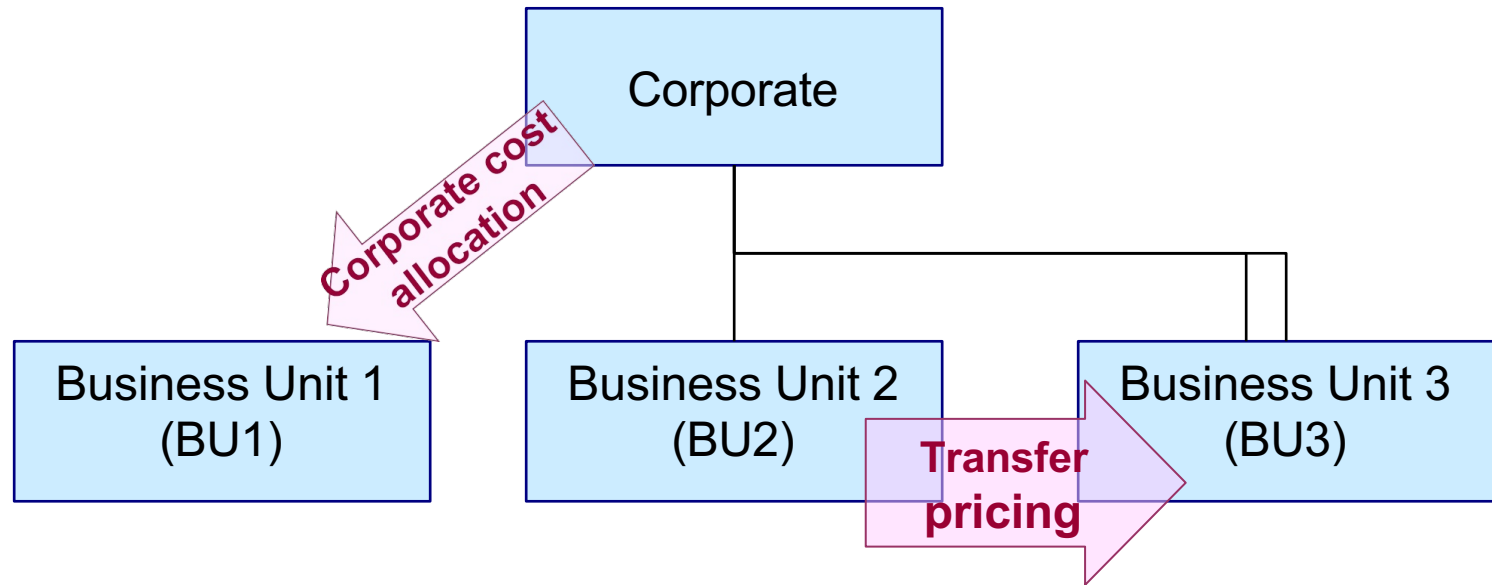 Corporate
Corporate cost
allocation
Business Unit 1
(BU1)
Business Unit 2
(BU2)
Business Unit 3
(BU3)
Transfer
pricing